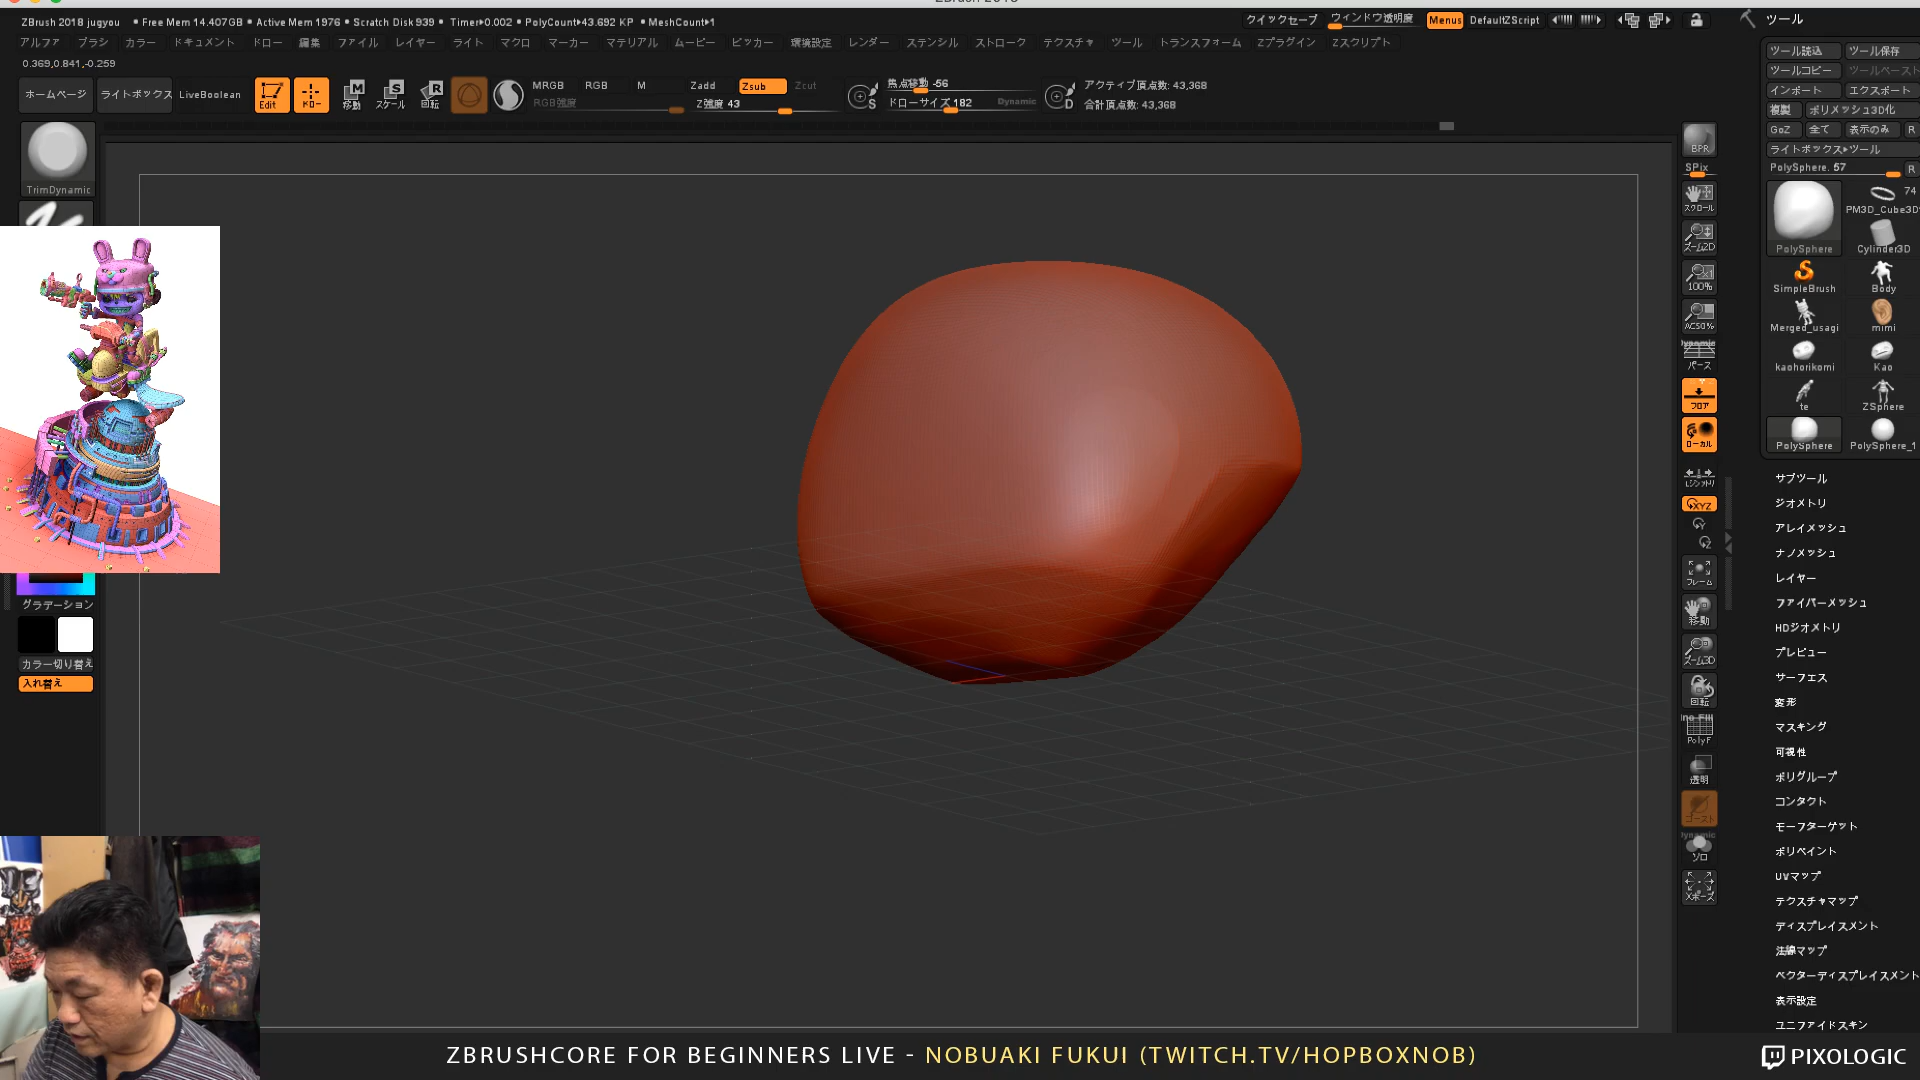 ZBrush 2018 jugyou • Free Mem 14.407GB • Active Mem 1976 • Scratch Disk 939 • Timer▸0.002 • PolyCount▸43.692 KP • MeshCount▸1
クイックセーブ ウィンドウ透明度 Menus DefaultZScript
ツール
アルファ ブラシ カラー ドキュメント ドロー 編集 ファイル レイヤー ライト マクロ マーカー マテリアル ムービー ピッカー 環境設定 レンダー ステンシル ストローク テクスチャ ツール トランスフォーム Zプラグイン Zスクリプト
0.369,0.841,-0.259
ホームページ ライトボックス LiveBoolean Edit ドロー 移動 スケール 回転
MRGB RGB M Zadd Zsub Zcut
RGB強度 Z強度 43
焦点移動 -56
ドローサイズ 182 Dynamic
アクティブ頂点数: 43,368
合計頂点数: 43,368
TrimDynamic
グラデーション
カラー切り替え
入れ替え
BPR
SPix
スクロール
ズーム2D
100%
AC50%
Dynamic
パース
フロア
ローカル
XYZ
フレーム
移動
ズーム3D
回転
PolyF
透明
ゴースト
Dynamic
ソロ
Xポーズ
ツール読込 ツール保存
ツールコピー ツールペースト
インポート エクスポート
複製 ポリメッシュ3D化
GoZ 全て 表示のみ R
ライトボックス▸ツール
PolySphere. 57 R
74
PM3D_Cube3D
PolySphere Cylinder3D
SimpleBrush Body
Merged_usagi mimi
kaohorikomi Kao
te ZSphere
PolySphere PolySphere_1
サブツール
ジオメトリ
アレイメッシュ
ナノメッシュ
レイヤー
ファイバーメッシュ
HDジオメトリ
プレビュー
サーフェス
変形
マスキング
可視性
ポリグループ
コンタクト
モーフターゲット
ポリペイント
UVマップ
テクスチャマップ
ディスプレイスメント
法線マップ
ベクターディスプレイスメント
表示設定
ユニファイドスキン
ZBRUSHCORE FOR BEGINNERS LIVE - NOBUAKI FUKUI (TWITCH.TV/HOPBOXNOB)
PIXOLOGIC